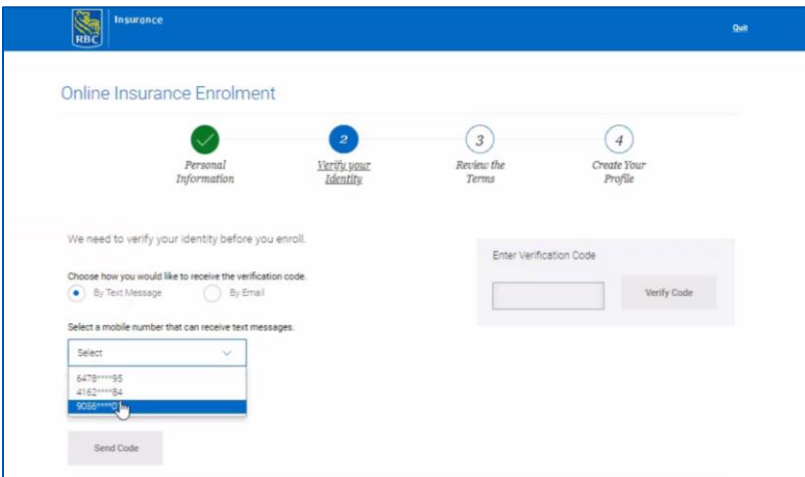 Insurance
RBC
Quit
Online Insurance Enrolment
2
3
4
Personal
Information
Verify your
Identity
Review the
Terms
Create Your
Profile
We need to verify your identity before you enroll.
Choose how you would like to receive the verification code.
By Text Message
By Email
Select a mobile number that can receive text messages.
Select
6478****95
4162****84
Send Code
Enter Verification Code
Verify Code